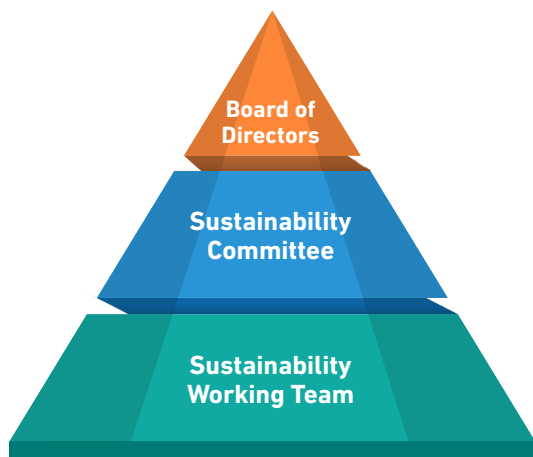 Board of
Directors
Sustainability
Committee
Sustainability
Working Team